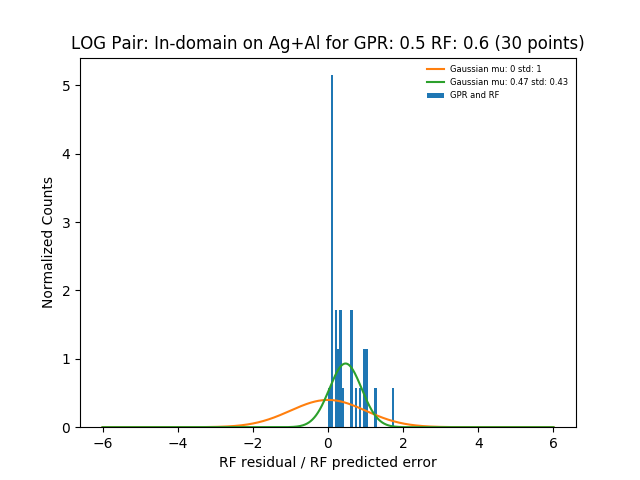 LOG Pair: In-domain on Ag+Al for GPR: 0.5 RF: 0.6 (30 points)
Gaussian mu: 0 std: 1
Gaussian mu: 0.47 std: 0.43
GPR and RF
Normalized Counts
5
4
3
2
1
0
−6 −4 −2 0 2 4 6
RF residual / RF predicted error